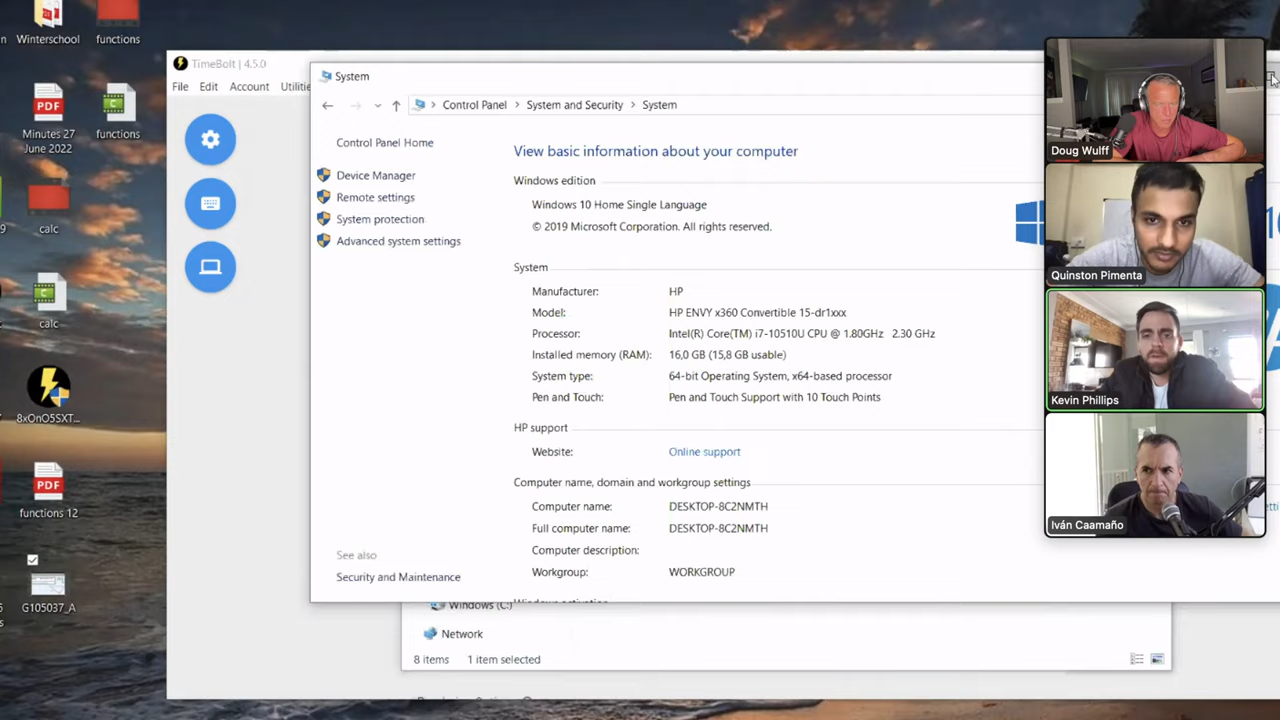 Winterschool
functions
PDF
Minutes 27
June 2022
functions
calc
calc
8xOnO5SXT...
PDF
functions 12
G105037_A
TimeBolt | 4.5.0
File Edit Account
System
Control Panel > System and Security > System
Control Panel Home
Device Manager
Remote settings
System protection
Advanced system settings
See also
Security and Maintenance
View basic information about your computer
Windows edition
Windows 10 Home Single Language
© 2019 Microsoft Corporation. All rights reserved.
System
Manufacturer: HP
Model: HP ENVY x360 Convertible 15-dr1xxx
Processor: Intel(R) Core(TM) i7-10510U CPU @ 1.80GHz 2.30 GHz
Installed memory (RAM): 16,0 GB (15,8 GB usable)
System type: 64-bit Operating System, x64-based processor
Pen and Touch: Pen and Touch Support with 10 Touch Points
HP support
Website: Online support
Computer name, domain and workgroup settings
Computer name: DESKTOP-8C2NMTH
Full computer name: DESKTOP-8C2NMTH
Computer description:
Workgroup: WORKGROUP
Windows (C:)
Network
8 items 1 item selected
Doug Wulff
Quinston Pimenta
Kevin Phillips
Iván Caamaño